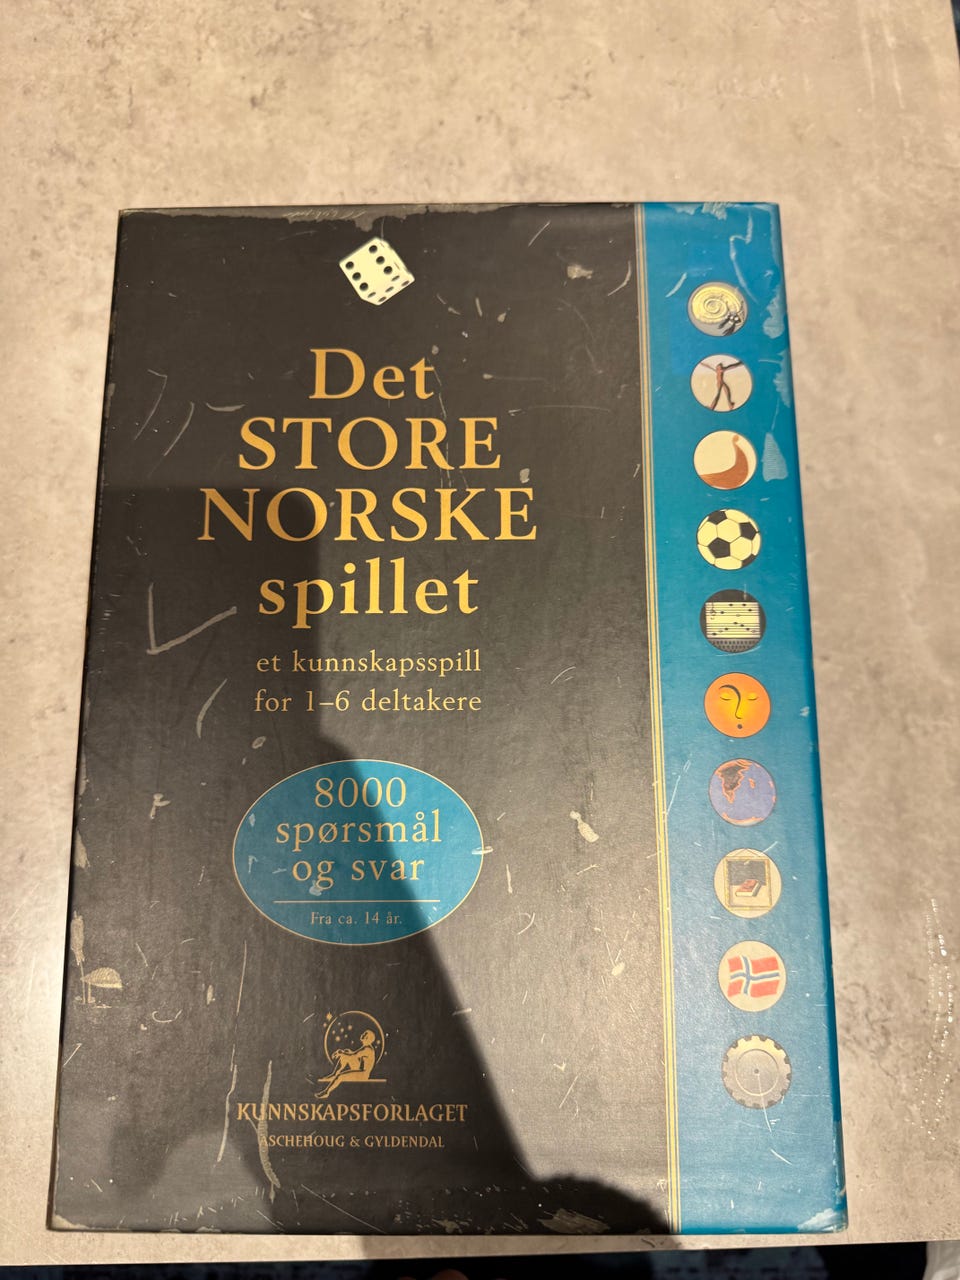 Det
STORE
NORSKE
spillet
et kunnskapsspill
for 1–6 deltakere
8000
spørsmål
og svar
Fra ca. 14 år.
KUNNSKAPSFORLAGET
ASCHEHOUG & GYLDENDAL